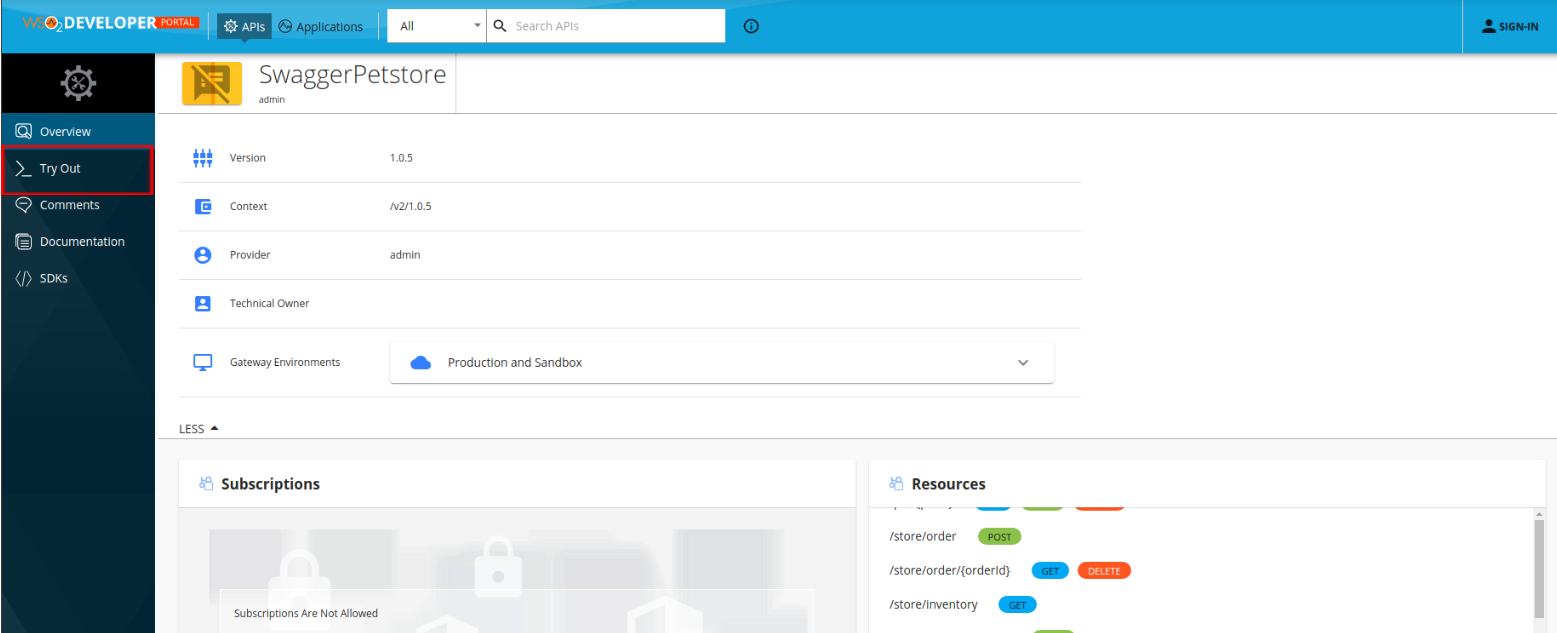 WSO2 DEVELOPER PORTAL
APIs
Applications
All
Search APIs
SIGN-IN
SwaggerPetstore
admin
Overview
Try Out
Comments
Documentation
SDKs
Version 1.0.5
Context /v2/1.0.5
Provider admin
Technical Owner
Gateway Environments Production and Sandbox
LESS
Subscriptions
Subscriptions Are Not Allowed
Resources
/store/order POST
/store/order/{orderId} GET DELETE
/store/inventory GET